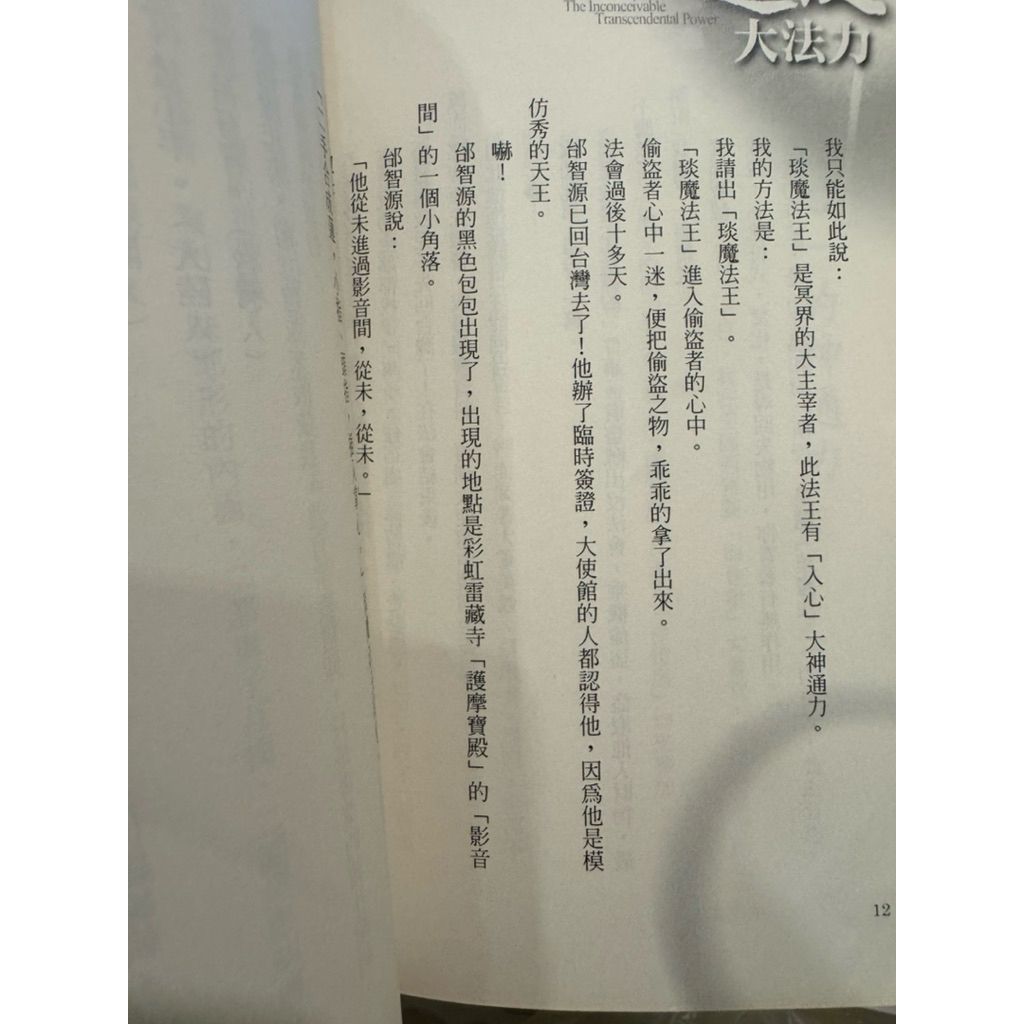 The Inconceivable
Transcendental Power
大法力
我只能如此說：
「琰魔法王」是冥界的大主宰者，此法王有「入心」大神通力。
我的方法是：
我請出「琰魔法王」。
「琰魔法王」進入偷盜者的心中。
偷盜者心中一迷，便把偷盜之物，乖乖的拿了出來。
法會過後十多天。
邰智源已回台灣去了！他辦了臨時簽證，大使館的人都認得他，因爲他是模
仿秀的天王。
嚇！
邰智源的黑色包包出現了，出現的地點是彩虹雷藏寺「護摩寶殿」的「影音
間」的一個小角落。
邰智源說：
「他從未進過影音間，從未，從未。」
12